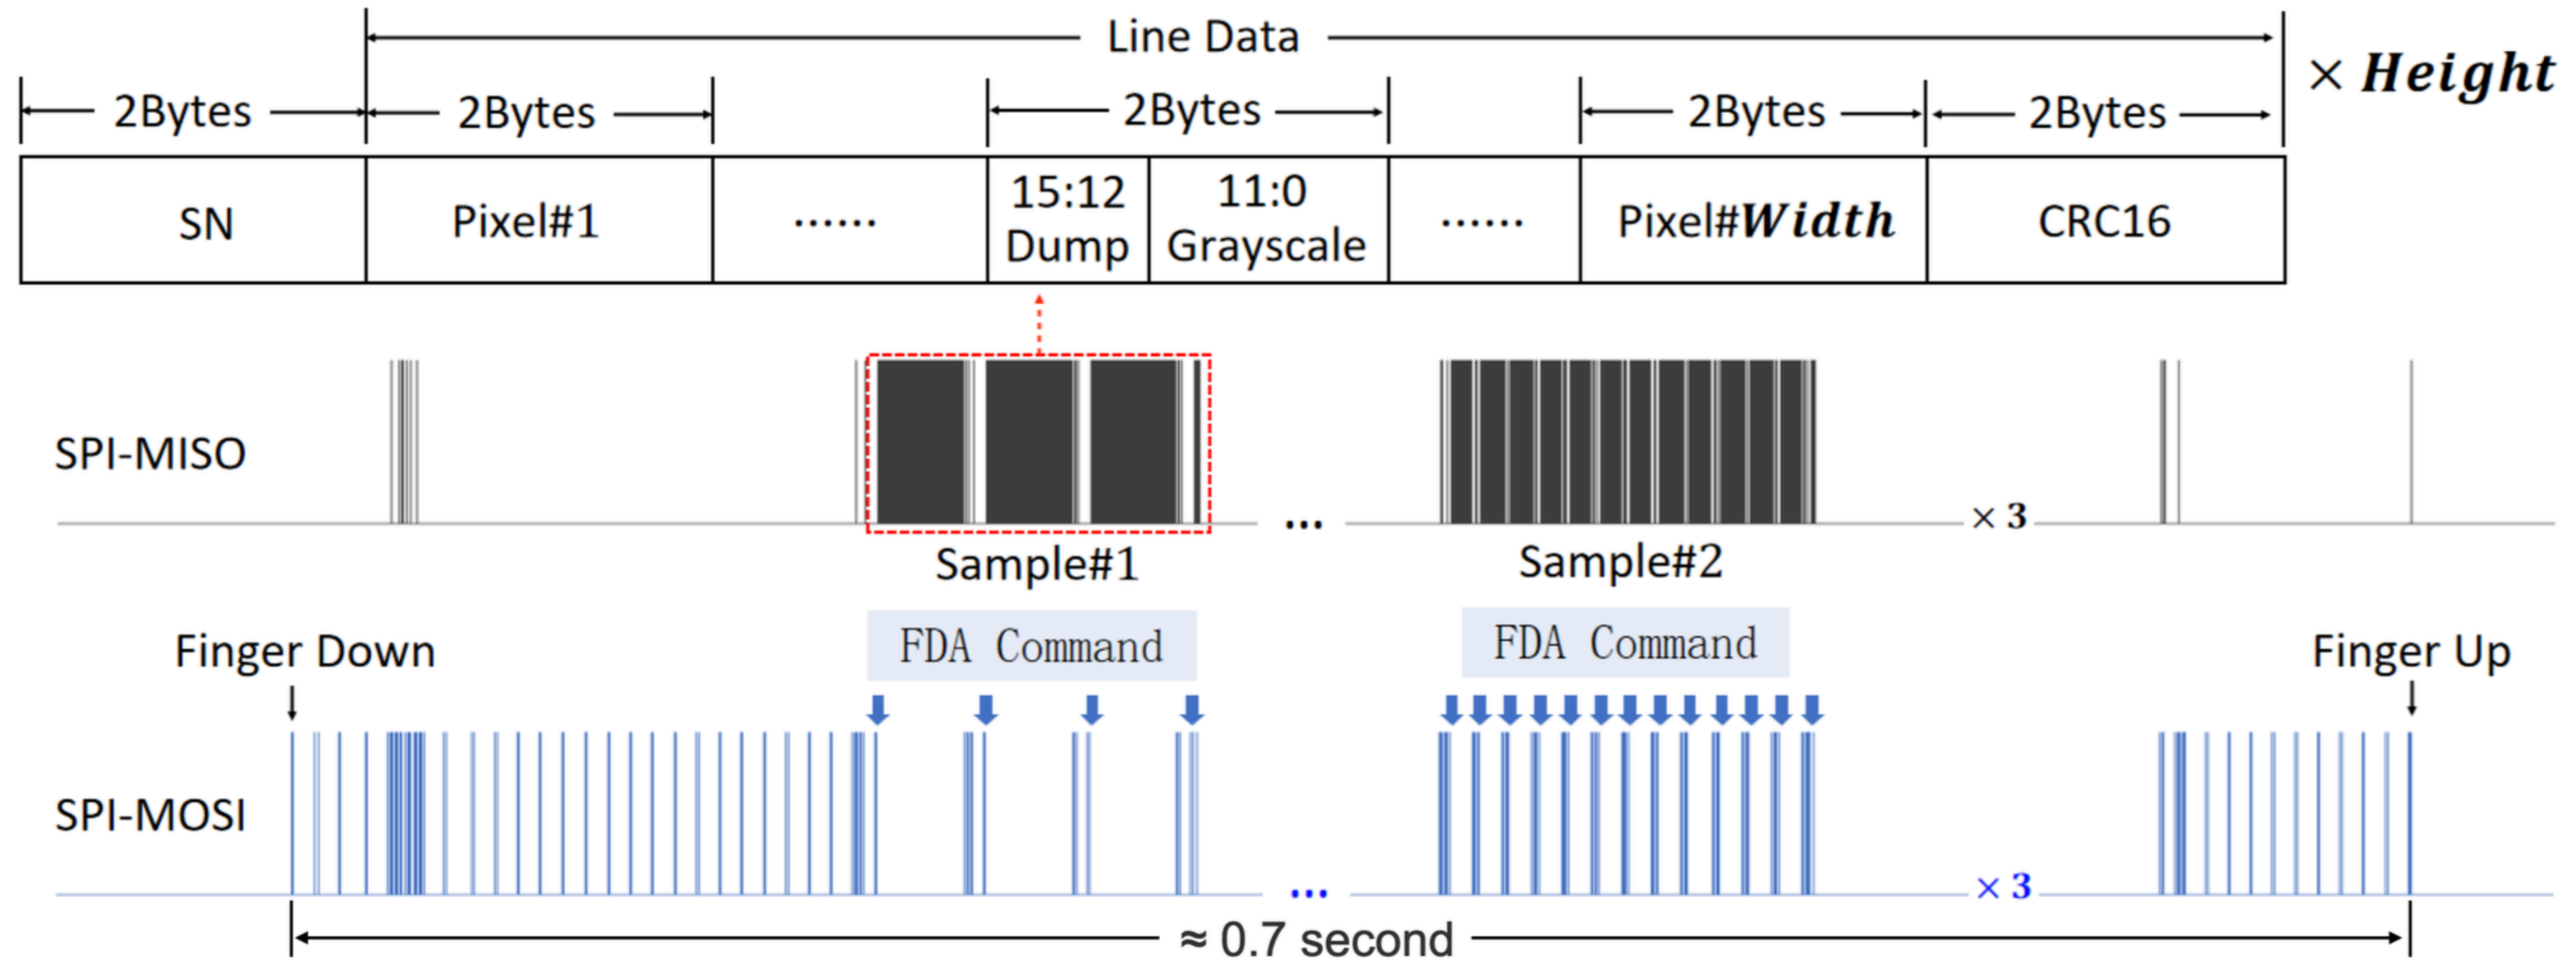 Line Data
× Height
2Bytes 2Bytes 2Bytes 2Bytes 2Bytes
SN Pixel#1 ...... 15:12 Dump 11:0 Grayscale ...... Pixel#Width CRC16
SPI-MISO
... × 3
Sample#1 Sample#2
FDA Command FDA Command
Finger Down Finger Up
SPI-MOSI
... × 3
≈ 0.7 second